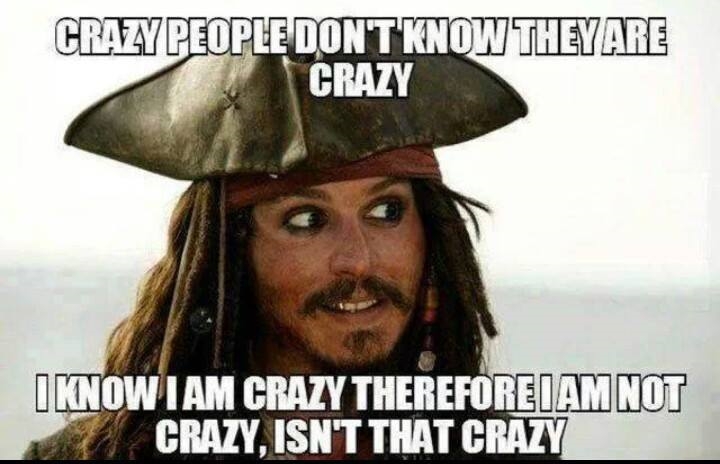 CRAZY PEOPLE DON'T KNOW THEY ARE
CRAZY
I KNOW I AM CRAZY THEREFORE I AM NOT
CRAZY, ISN'T THAT CRAZY